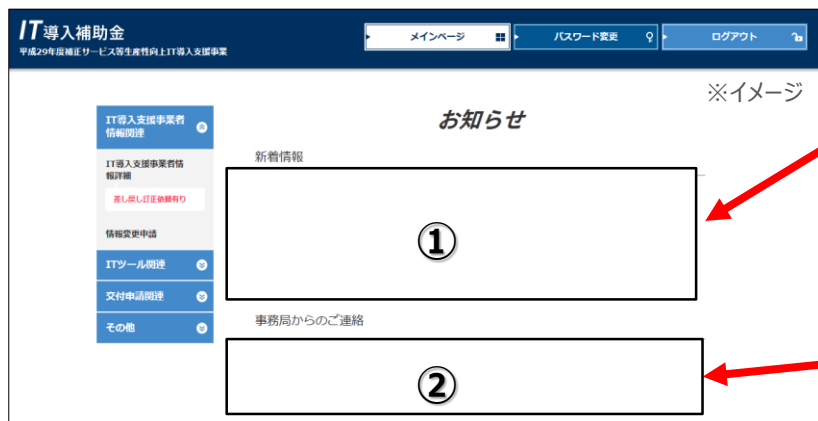 IT導入補助金
平成29年度補正サービス等生産性向上IT導入支援事業
メインページ
パスワード変更
ログアウト
※イメージ
お知らせ
IT導入支援事業者
情報関連
IT導入支援事業者情
報詳細
差し戻し訂正依頼有り
情報変更申請
ITツール関連
交付申請関連
その他
新着情報
①
事務局からのご連絡
②